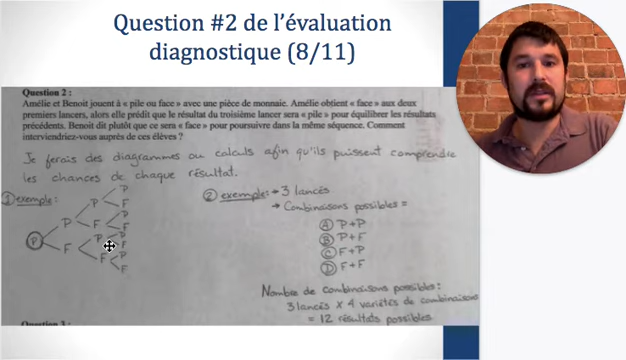 Question #2 de l'évaluation
diagnostique (8/11)
Question 2 :
Amélie et Benoit jouent à « pile ou face » avec une pièce de monnaie. Amélie obtient « face » aux deux
premiers lancers, alors elle prédit que le résultat du troisième lancer sera « pile » pour équilibrer les résultats
précédents. Benoit dit plutôt que ce sera « face » pour poursuivre dans la même séquence. Comment
interviendriez-vous auprès de ces élèves ?
Je ferais des diagrammes ou calculs afin qu'ils puissent comprendre
les chances de chaque résultat.
① exemple:
P
P
F
P
F
P
F
P
F
P
F
P
F
P
F
② exemple: → 3 lancés
→ Combinaisons possibles =
Ⓐ P+P
Ⓑ P+F
Ⓒ F+P
Ⓓ F+F
Nombre de combinaisons possibles:
3 lancés x 4 variétés de combinaisons
= 12 résultats possibles
Question 3 :